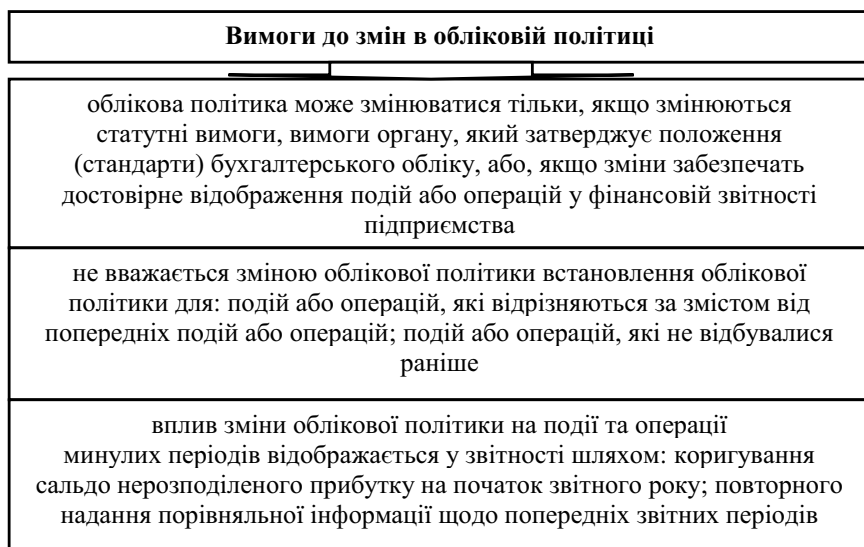 Вимоги до змін в обліковій політиці
облікова політика може змінюватися тільки, якщо змінюються
статутні вимоги, вимоги органу, який затверджує положення
(стандарти) бухгалтерського обліку, або, якщо зміни забезпечать
достовірне відображення подій або операцій у фінансовій звітності
підприємства
не вважається зміною облікової політики встановлення облікової
політики для: подій або операцій, які відрізняються за змістом від
попередніх подій або операцій; подій або операцій, які не відбувалися
раніше
вплив зміни облікової політики на події та операції
минулих періодів відображається у звітності шляхом: коригування
сальдо нерозподіленого прибутку на початок звітного року; повторного
надання порівняльної інформації щодо попередніх звітних періодів